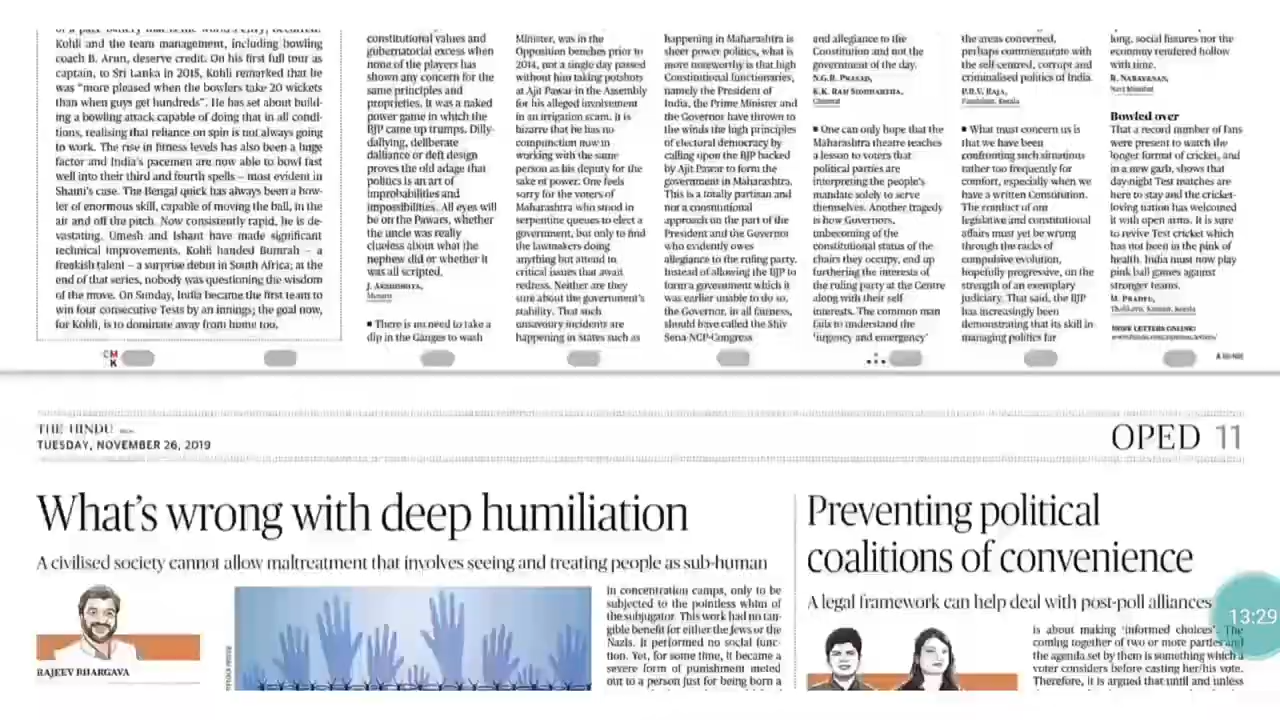 Kohli and the team management, including bowling
coach B. Arun, deserve credit. On his first full tour as
captain, to Sri Lanka in 2015, Kohli remarked that he
was “more pleased when the bowlers take 20 wickets
than when guys get hundreds”. He has set about build-
ing a bowling attack capable of doing that in all condi-
tions, realising that reliance on spin is not always going
to work. The rise in fitness levels has also been a huge
factor and India’s pacemen are now able to bowl fast
well into their third and fourth spells – most evident in
Shami’s case. The Bengal quick has always been a bow-
ler of enormous skill, capable of moving the ball, in the
air and off the pitch. Now consistently rapid, he is de-
vastating. Umesh and Ishant have made significant
technical improvements. Kohli handed Bumrah – a
freakish talent – a surprise debut in South Africa; at the
end of that series, nobody was questioning the wisdom
of the move. On Sunday, India became the first team to
win four consecutive Tests by an innings; the goal now,
for Kohli, is to dominate away from home too.
constitutional values and
gubernatorial excess when
none of the players has
shown any concern for the
same principles and
proprieties. It was a naked
power game in which the
BJP came up trumps. Dilly-
dallying, deliberate
dalliance or deft design
proves the old adage that
politics is an art of
improbabilities and
impossibilities. All eyes will
be on the Pawars, whether
the uncle was really
clueless about what the
nephew did or whether it
was all scripted.
■ There is no need to take a
dip in the Ganges to wash
Minister, was in the
Opposition benches prior to
2014, not a single day passed
without him taking potshots
at Ajit Pawar in the Assembly
for his alleged involvement
in an irrigation scam. It is
bizarre that he has no
compunction now in
working with the same
person as his deputy for the
sake of power. One feels
sorry for the voters of
Maharashtra who stood in
serpentine queues to elect a
government, but only to find
the lawmakers doing
anything but attend to
critical issues that await
redress. Neither are they
sure about the government’s
stability. That such
unsavoury incidents are
happening in States such as
happening in Maharashtra is
sheer power politics, what is
more noteworthy is that high
Constitutional functionaries,
namely the President of
India, the Prime Minister and
the Governor have thrown to
the winds the high principles
of electoral democracy by
calling upon the BJP backed
by Ajit Pawar to form the
government in Maharashtra.
This is a totally partisan and
not a constitutional
approach on the part of the
President and the Governor
who evidently owes
allegiance to the ruling party.
Instead of allowing the BJP to
form a government which it
was earlier unable to do so,
the Governor, in all fairness,
should have called the Shiv
Sena-NCP-Congress
and allegiance to the
Constitution and not the
government of the day.
N.G.R. PRASAD,
K.K. RAM SIDDHARTHA,
Chennai
■ One can only hope that the
Maharashtra theatre teaches
a lesson to voters that
political parties are
interpreting the people’s
mandate solely to serve
themselves. Another tragedy
is how Governors,
unbecoming of the
constitutional status of the
chairs they occupy, end up
furthering the interests of
the ruling party at the Centre
along with their self
interests. The common man
fails to understand the
‘urgency and emergency’
the areas concerned,
perhaps commensurate with
the self-centred, corrupt and
criminalised politics of India.
P.R.V. RAJA,
Pandalam, Kerala
■ What must concern us is
that we have been
confronting such situations
rather too frequently for
comfort, especially when we
have a written Constitution.
The conduct of our
legislative and constitutional
affairs must yet be wrong
through the racks of
compulsive evolution,
hopefully progressive, on the
strength of an exemplary
judiciary. That said, the BJP
has increasingly been
demonstrating that its skill in
managing politics far
long, social fissures nor the
economy rendered hollow
with time.
R. NARAYANAN,
Navi Mumbai
Bowled over
That a record number of fans
were present to watch the
longer format of cricket, and
in a new garb, shows that
day-night Test matches are
here to stay and the cricket-
loving nation has welcomed
it with open arms. It is sure
to revive Test cricket which
has not been in the pink of
health. India must now play
pink ball games against
stronger teams.
M. PRADEEP,
Kerala
MORE LETTERS ONLINE:
CMK
THE HINDU
TUESDAY, NOVEMBER 26, 2019
OPED 11
What’s wrong with deep humiliation
A civilised society cannot allow maltreatment that involves seeing and treating people as sub-human
RAJEEV BHARGAVA
in concentration camps, only to be
subjected to the pointless whim of
the subjugator. This work had no tan-
gible benefit for either the Jews or the
Nazis. It performed no social func-
tion. Yet, for some time, it became a
severe form of punishment meted
out to a person just for being born a
Preventing political
coalitions of convenience
A legal framework can help deal with post-poll alliances
is about making ‘informed choices’. The
coming together of two or more parties and
the agenda set by them is something which a
voter considers before casting her/his vote.
Therefore, it is argued that until and unless
13:29